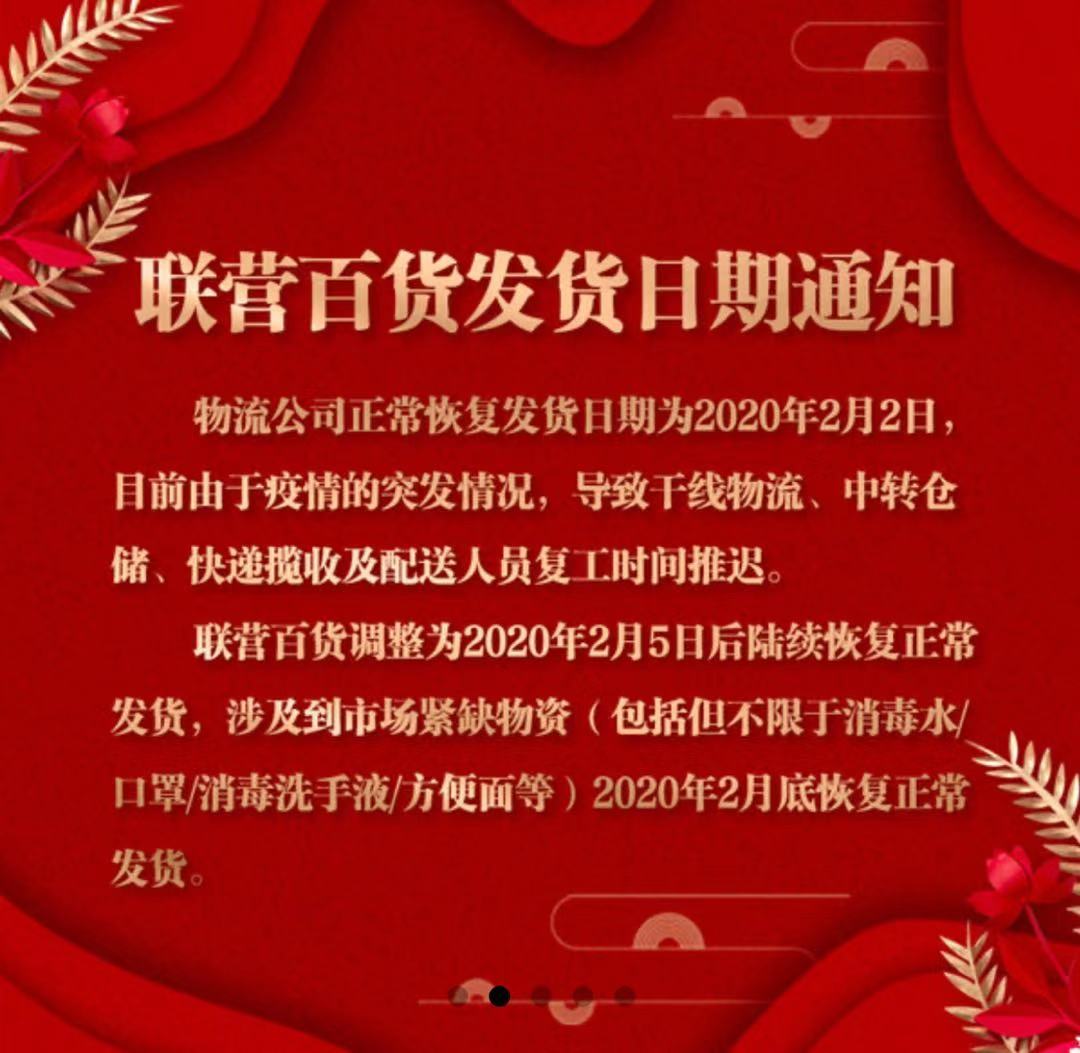 联营百货发货日期通知
物流公司正常恢复发货日期为2020年2月2日，
目前由于疫情的突发情况，导致干线物流、中转仓
储、快递揽收及配送人员复工时间推迟。
联营百货调整为2020年2月5日后陆续恢复正常
发货，涉及到市场紧缺物资（包括但不限于消毒水/
口罩/消毒洗手液/方便面等）2020年2月底恢复正常
发货。